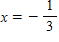 x = − 1/3